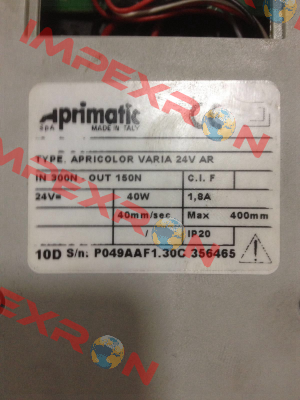 IMPEXRON
aprimatic
spa MADE IN ITALY
TYPE. APRICOLOR VARIA 24V AR
IN 300N - OUT 150N C.I. F
24V= 40W 1,8A
40mm/sec Max 400mm
/ IP20
10D S/n: P049AAF1.30C 356465